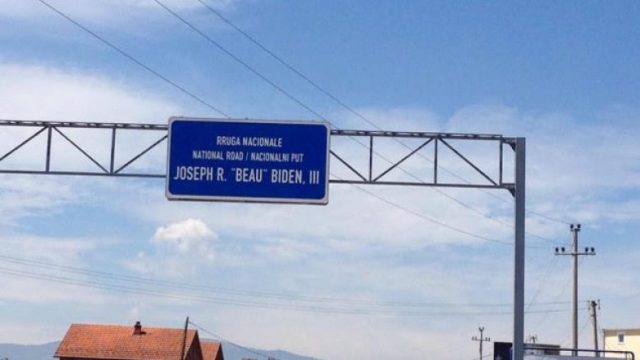 RRUGA NACIONALE
NATIONAL ROAD / NACIONALNI PUT
JOSEPH R. "BEAU" BIDEN, III